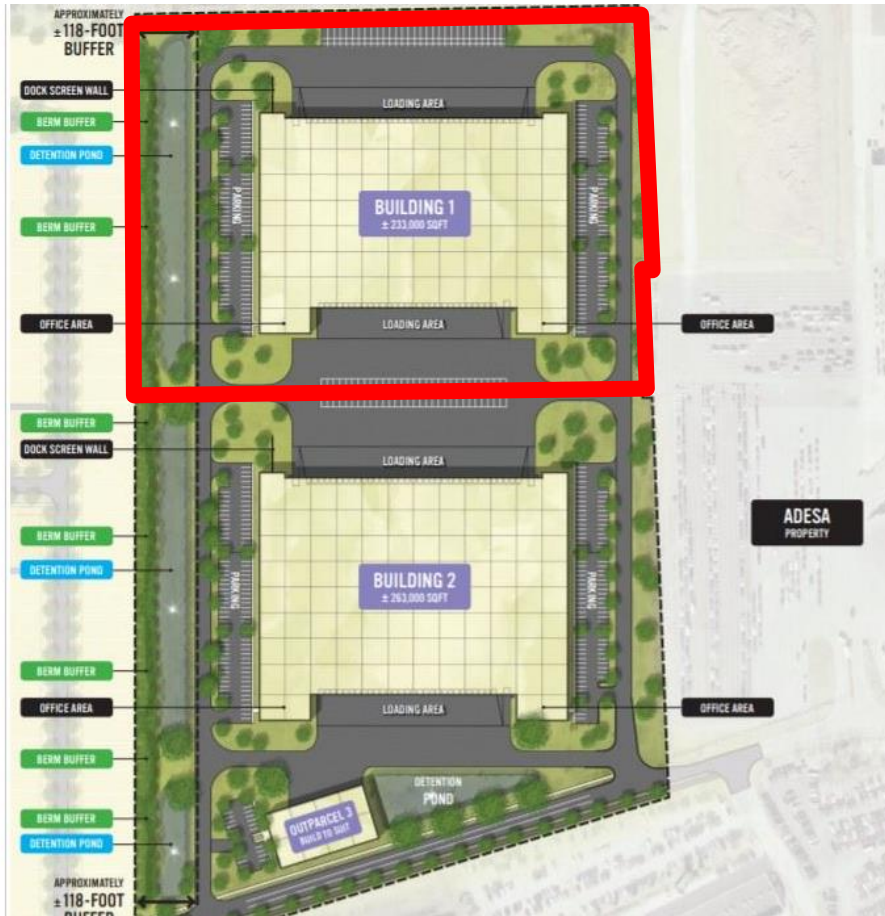 APPROXIMATELY
±118-FOOT
BUFFER
DOCK SCREEN WALL
LOADING AREA
BERM BUFFER
DETENTION POND
PARKING
PARKING
BUILDING 1
± 233,000 SQFT
BERM BUFFER
OFFICE AREA
LOADING AREA
OFFICE AREA
BERM BUFFER
DOCK SCREEN WALL
LOADING AREA
BERM BUFFER
ADESA
PROPERTY
DETENTION POND
PARKING
PARKING
BUILDING 2
± 263,000 SQFT
BERM BUFFER
OFFICE AREA
LOADING AREA
OFFICE AREA
BERM BUFFER
DETENTION
POND
OUTPARCEL 3
BUILD TO SUIT
BERM BUFFER
DETENTION POND
APPROXIMATELY
±118-FOOT
BUFFER